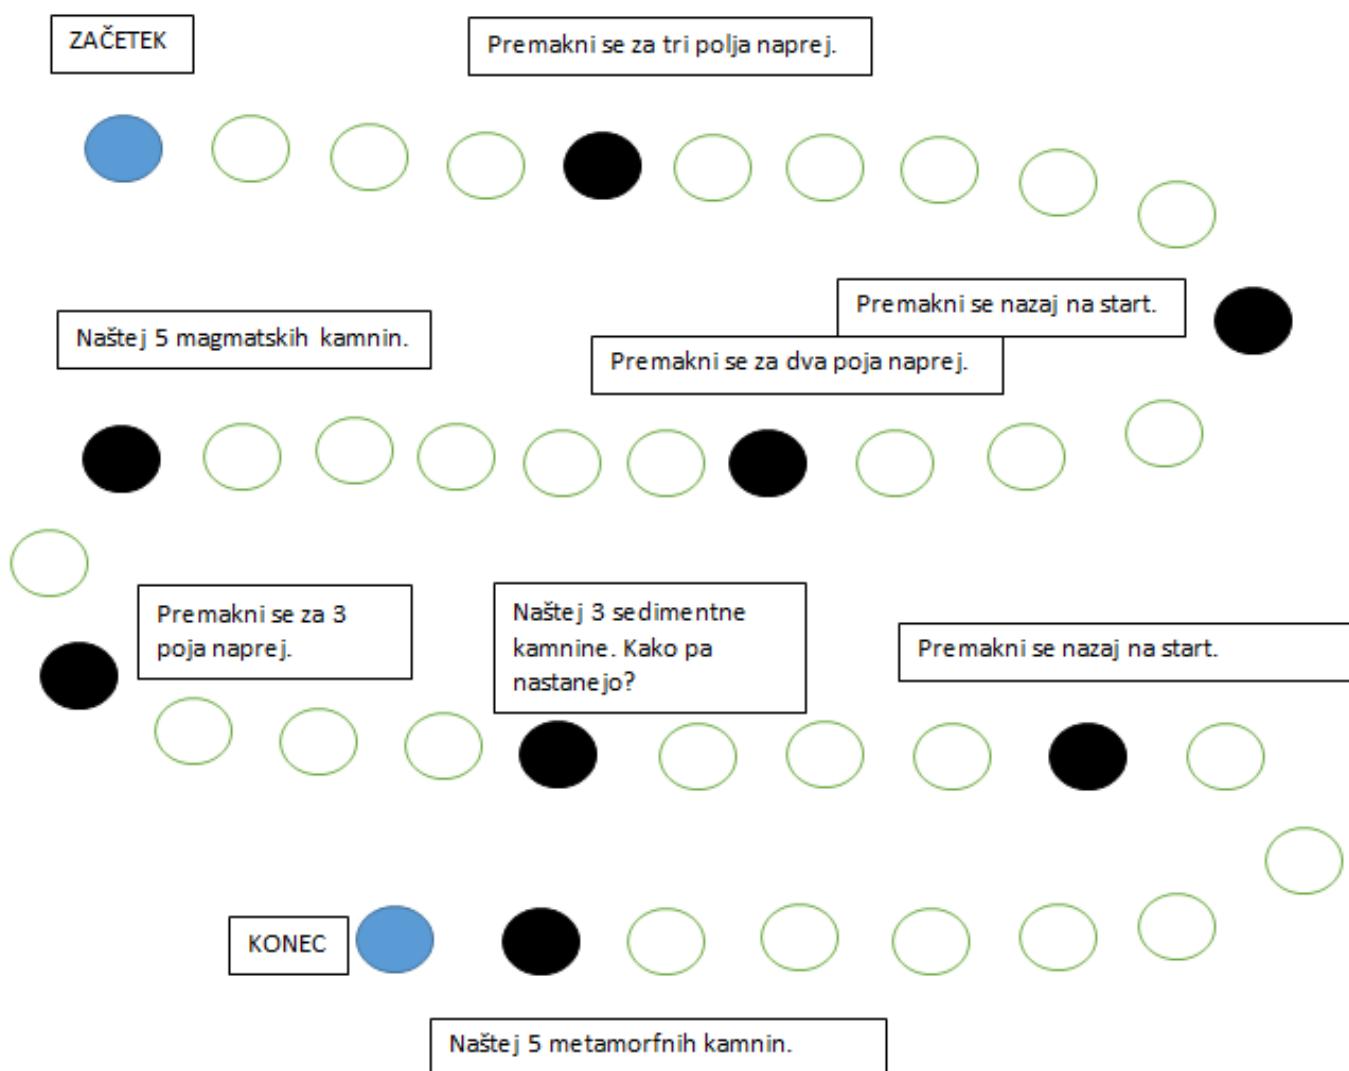 ZAČETEK
Premakni se za tri polja naprej.
Premakni se nazaj na start.
Naštej 5 magmatskih kamnin.
Premakni se za dva poja naprej.
Premakni se za 3
poja naprej.
Naštej 3 sedimentne
kamnine. Kako pa
nastanejo?
Premakni se nazaj na start.
KONEC
Naštej 5 metamorfnih kamnin.